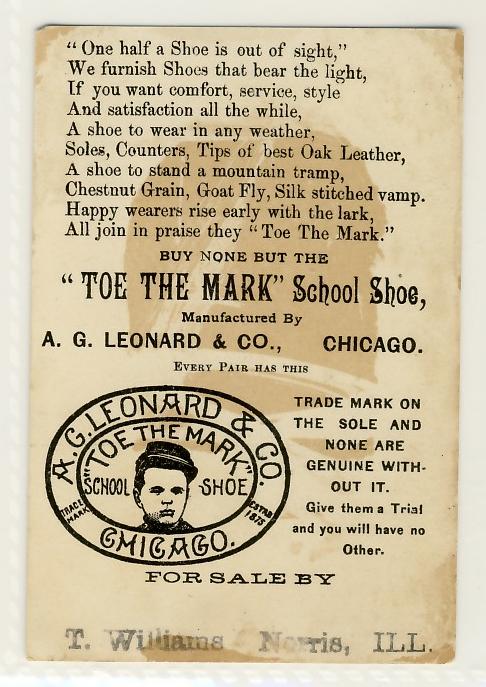 " One half a Shoe is out of sight,"
We furnish Shoes that bear the light,
If you want comfort, service, style
And satisfaction all the while,
A shoe to wear in any weather,
Soles, Counters, Tips of best Oak Leather,
A shoe to stand a mountain tramp,
Chestnut Grain, Goat Fly, Silk stitched vamp.
Happy wearers rise early with the lark,
All join in praise they "Toe The Mark."
BUY NONE BUT THE
"TOE THE MARK" School Shoe,
Manufactured By
A. G. LEONARD & CO., CHICAGO.
EVERY PAIR HAS THIS
A. G. LEONARD & CO.
"TOE THE MARK"
SCHOOL SHOE
TRADE MARK
ESTAB 1875
CHICAGO.
TRADE MARK ON
THE SOLE AND
NONE ARE
GENUINE WITH-
OUT IT.
Give them a Trial
and you will have no
Other.
FOR SALE BY
T. Williams Norris, ILL.